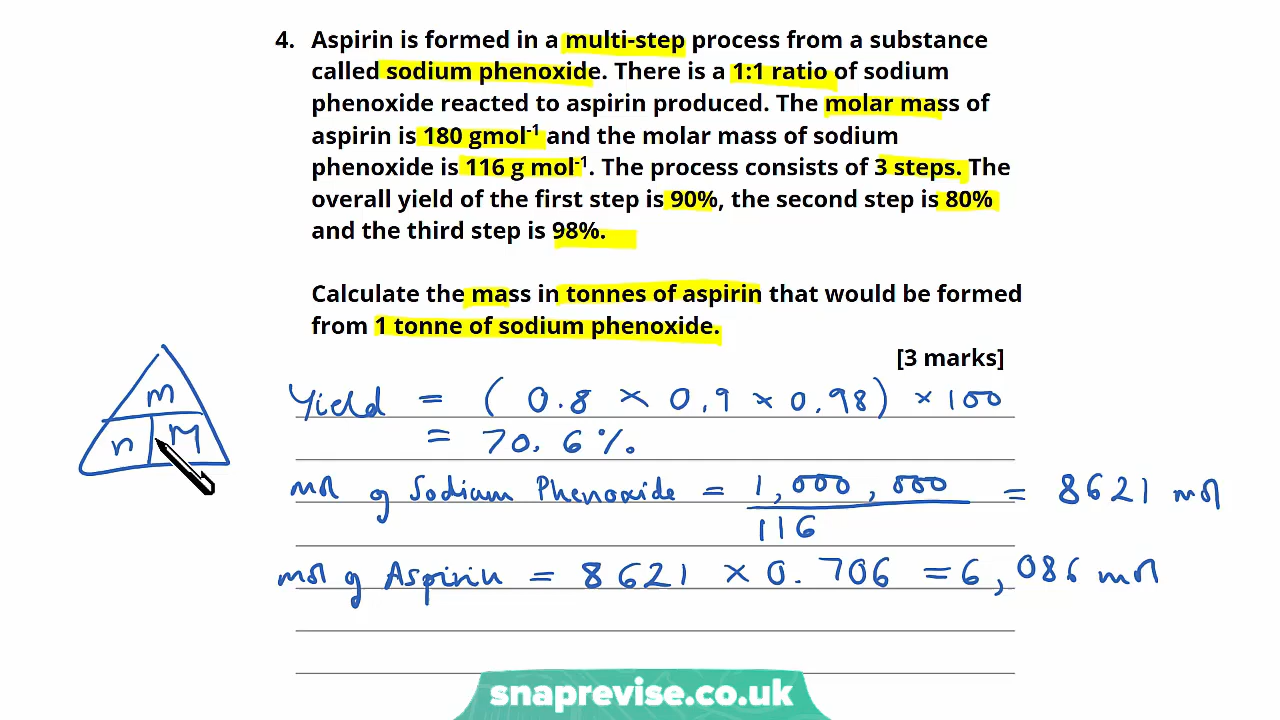 4. Aspirin is formed in a multi-step process from a substance
called sodium phenoxide. There is a 1:1 ratio of sodium
phenoxide reacted to aspirin produced. The molar mass of
aspirin is 180 gmol⁻¹ and the molar mass of sodium
phenoxide is 116 g mol⁻¹. The process consists of 3 steps. The
overall yield of the first step is 90%, the second step is 80%
and the third step is 98%.
Calculate the mass in tonnes of aspirin that would be formed
from 1 tonne of sodium phenoxide.
[3 marks]
m
n M
Yield = (0.8 × 0.9 × 0.98) × 100
= 70.6%
mol of Sodium Phenoxide = 1,000,000 = 8621 mol
116
mol of Aspirin = 8621 × 0.706 = 6,086 mol
snaprevise.co.uk